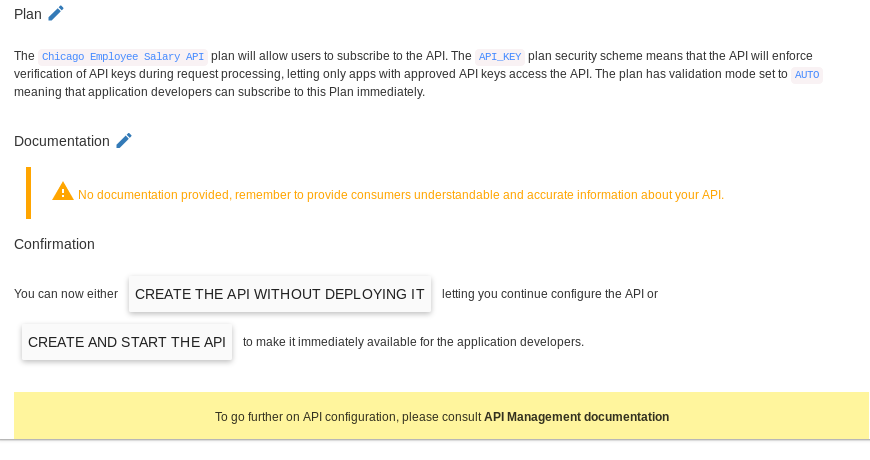 Plan
The Chicago Employee Salary API plan will allow users to subscribe to the API. The API_KEY plan security scheme means that the API will enforce
verification of API keys during request processing, letting only apps with approved API keys access the API. The plan has validation mode set to AUTO
meaning that application developers can subscribe to this Plan immediately.
Documentation
No documentation provided, remember to provide consumers understandable and accurate information about your API.
Confirmation
You can now either CREATE THE API WITHOUT DEPLOYING IT letting you continue configure the API or
CREATE AND START THE API to make it immediately available for the application developers.
To go further on API configuration, please consult API Management documentation